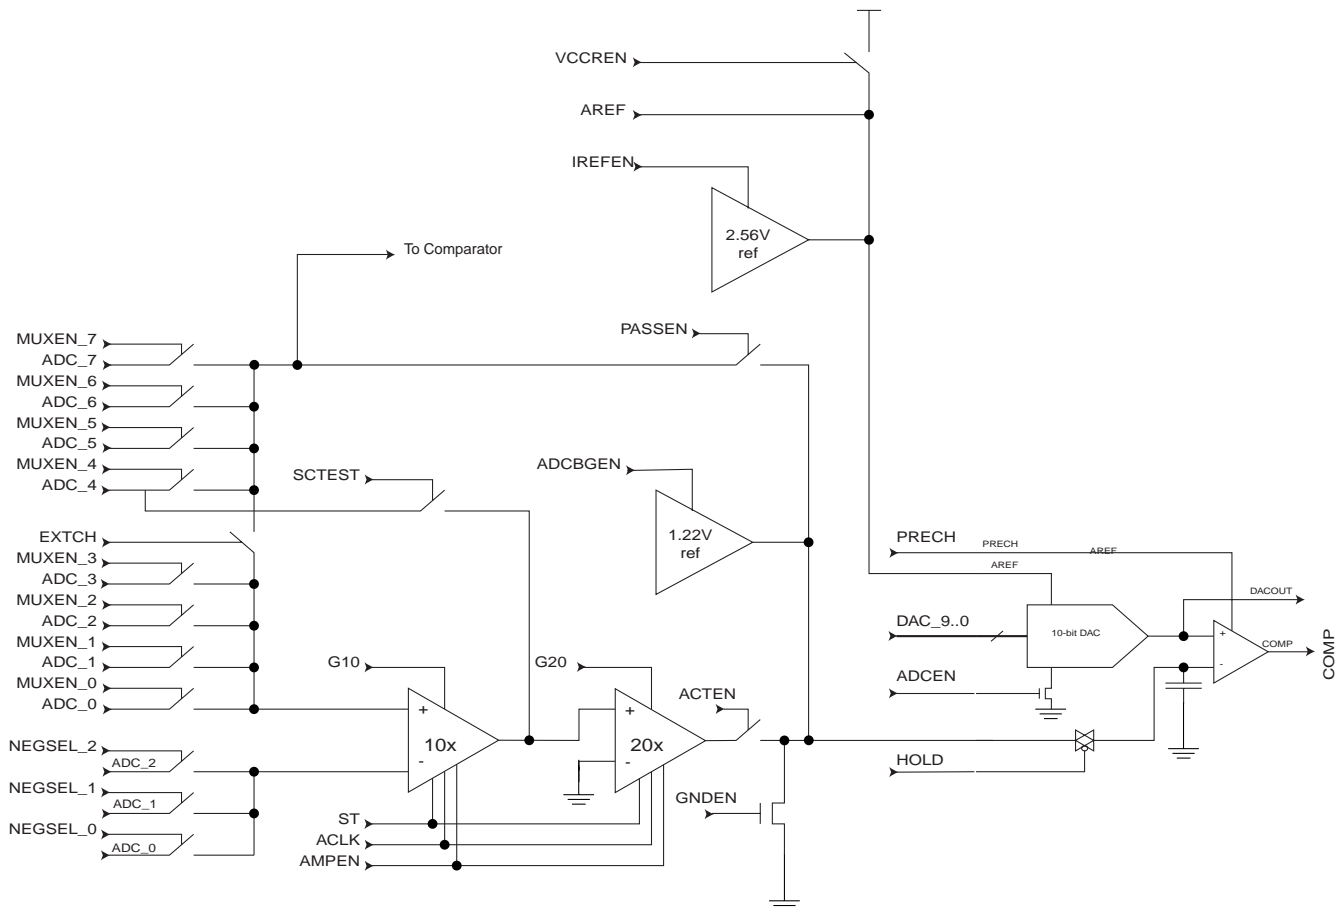 VCCREN
AREF
IREFEN
2.56V
ref
To Comparator
PASSEN
MUXEN_7
ADC_7
MUXEN_6
ADC_6
MUXEN_5
ADC_5
MUXEN_4
ADC_4
SCTEST
ADCBGEN
1.22V
ref
EXTCH
MUXEN_3
ADC_3
MUXEN_2
ADC_2
MUXEN_1
ADC_1
MUXEN_0
ADC_0
PRECH
PRECH
AREF
AREF
DACOUT
DAC_9..0
10-bit DAC
+
-
COMP
COMP
ADCEN
G10
G20
ACTEN
+
10x
-
+
20x
-
NEGSEL_2
ADC_2
NEGSEL_1
ADC_1
NEGSEL_0
ADC_0
HOLD
GNDEN
ST
ACLK
AMPEN